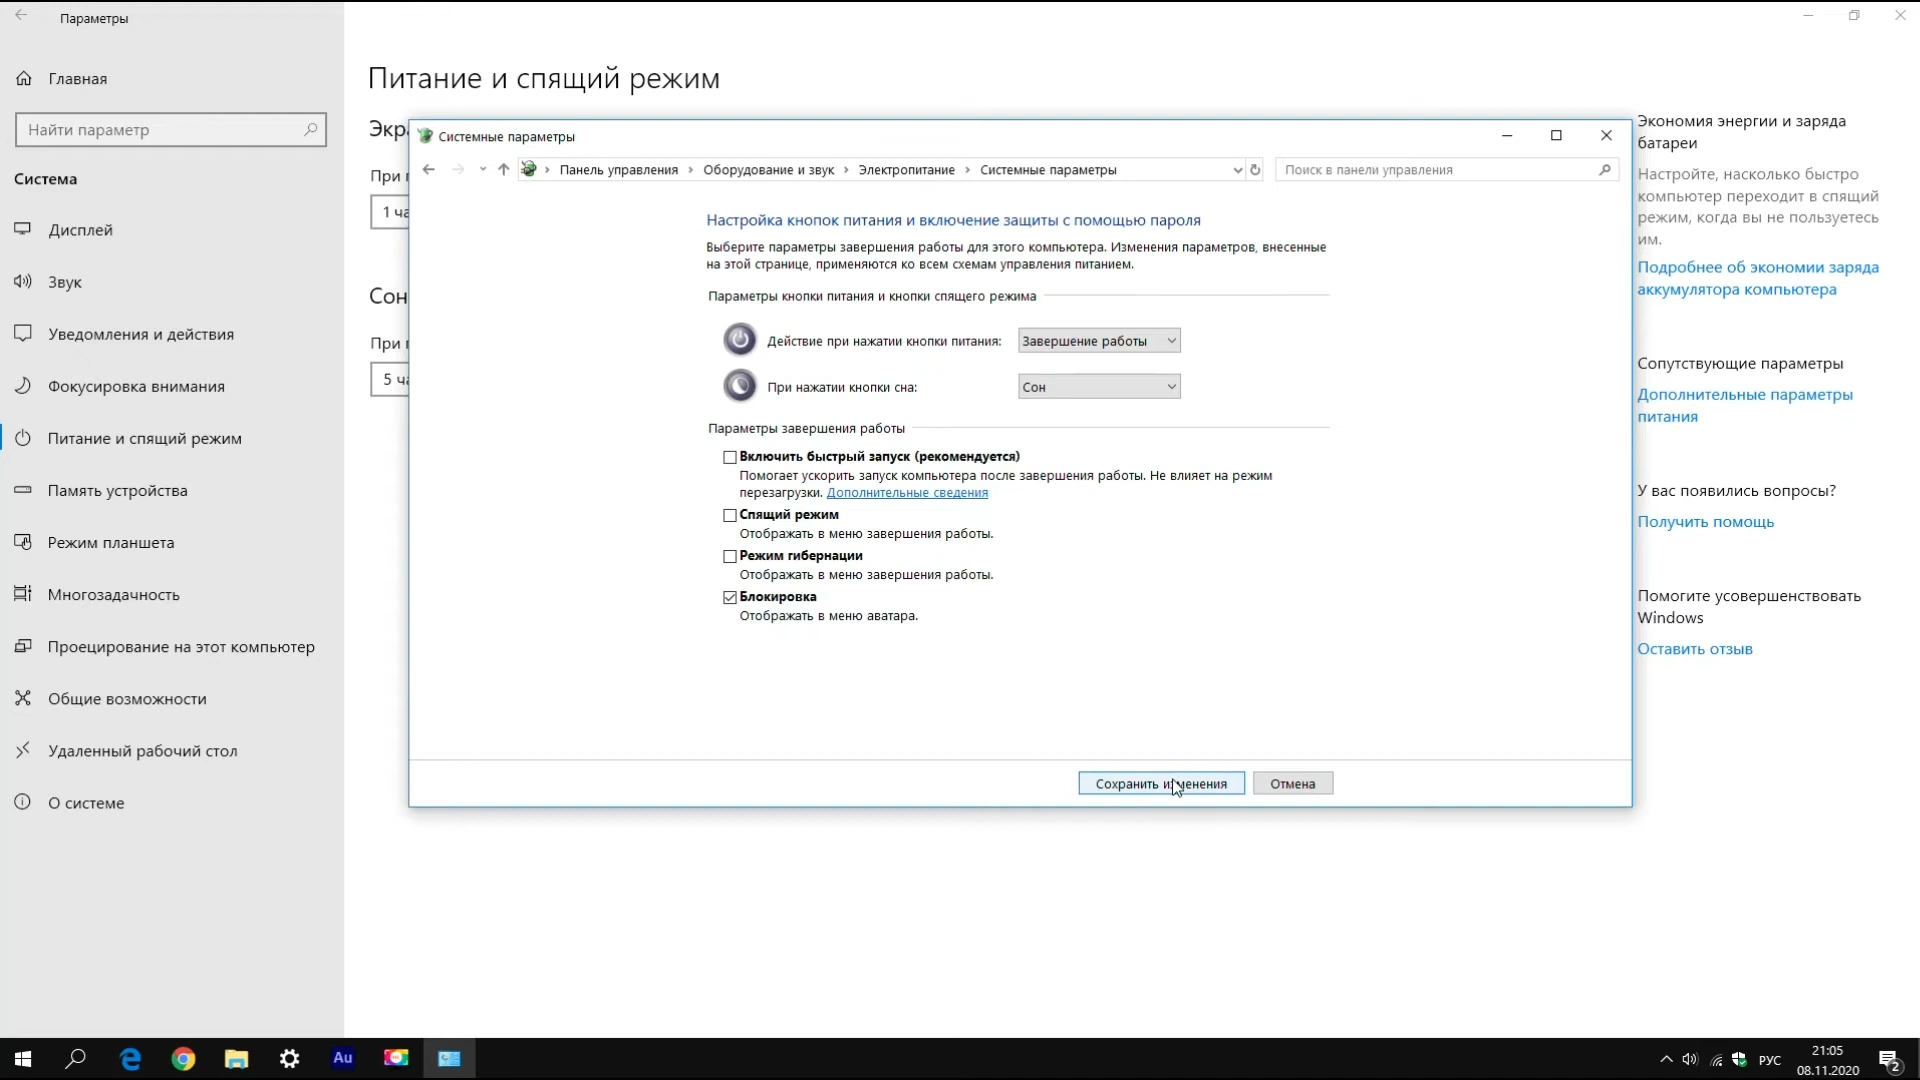 Параметры
Главная
Найти параметр
Система
Дисплей
Звук
Уведомления и действия
Фокусировка внимания
Питание и спящий режим
Память устройства
Режим планшета
Многозадачность
Проецирование на этот компьютер
Общие возможности
Удаленный рабочий стол
О системе
Питание и спящий режим
При
1 ча
Сон
При
5 ча
Системные параметры
Панель управления › Оборудование и звук › Электропитание › Системные параметры
Поиск в панели управления
Настройка кнопок питания и включение защиты с помощью пароля
Выберите параметры завершения работы для этого компьютера. Изменения параметров, внесенные
на этой странице, применяются ко всем схемам управления питанием.
Параметры кнопки питания и кнопки спящего режима
Действие при нажатии кнопки питания: Завершение работы
При нажатии кнопки сна: Сон
Параметры завершения работы
Включить быстрый запуск (рекомендуется)
Помогает ускорить запуск компьютера после завершения работы. Не влияет на режим
перезагрузки. Дополнительные сведения
Спящий режим
Отображать в меню завершения работы.
Режим гибернации
Отображать в меню завершения работы.
Блокировка
Отображать в меню аватара.
Сохранить изменения
Отмена
Экономия энергии и заряда
батареи
Настройте, насколько быстро
компьютер переходит в спящий
режим, когда вы не пользуетесь
им.
Подробнее об экономии заряда
аккумулятора компьютера
Сопутствующие параметры
Дополнительные параметры
питания
У вас появились вопросы?
Получить помощь
Помогите усовершенствовать
Windows
Оставить отзыв
Au
РУС
21:05
08.11.2020
2